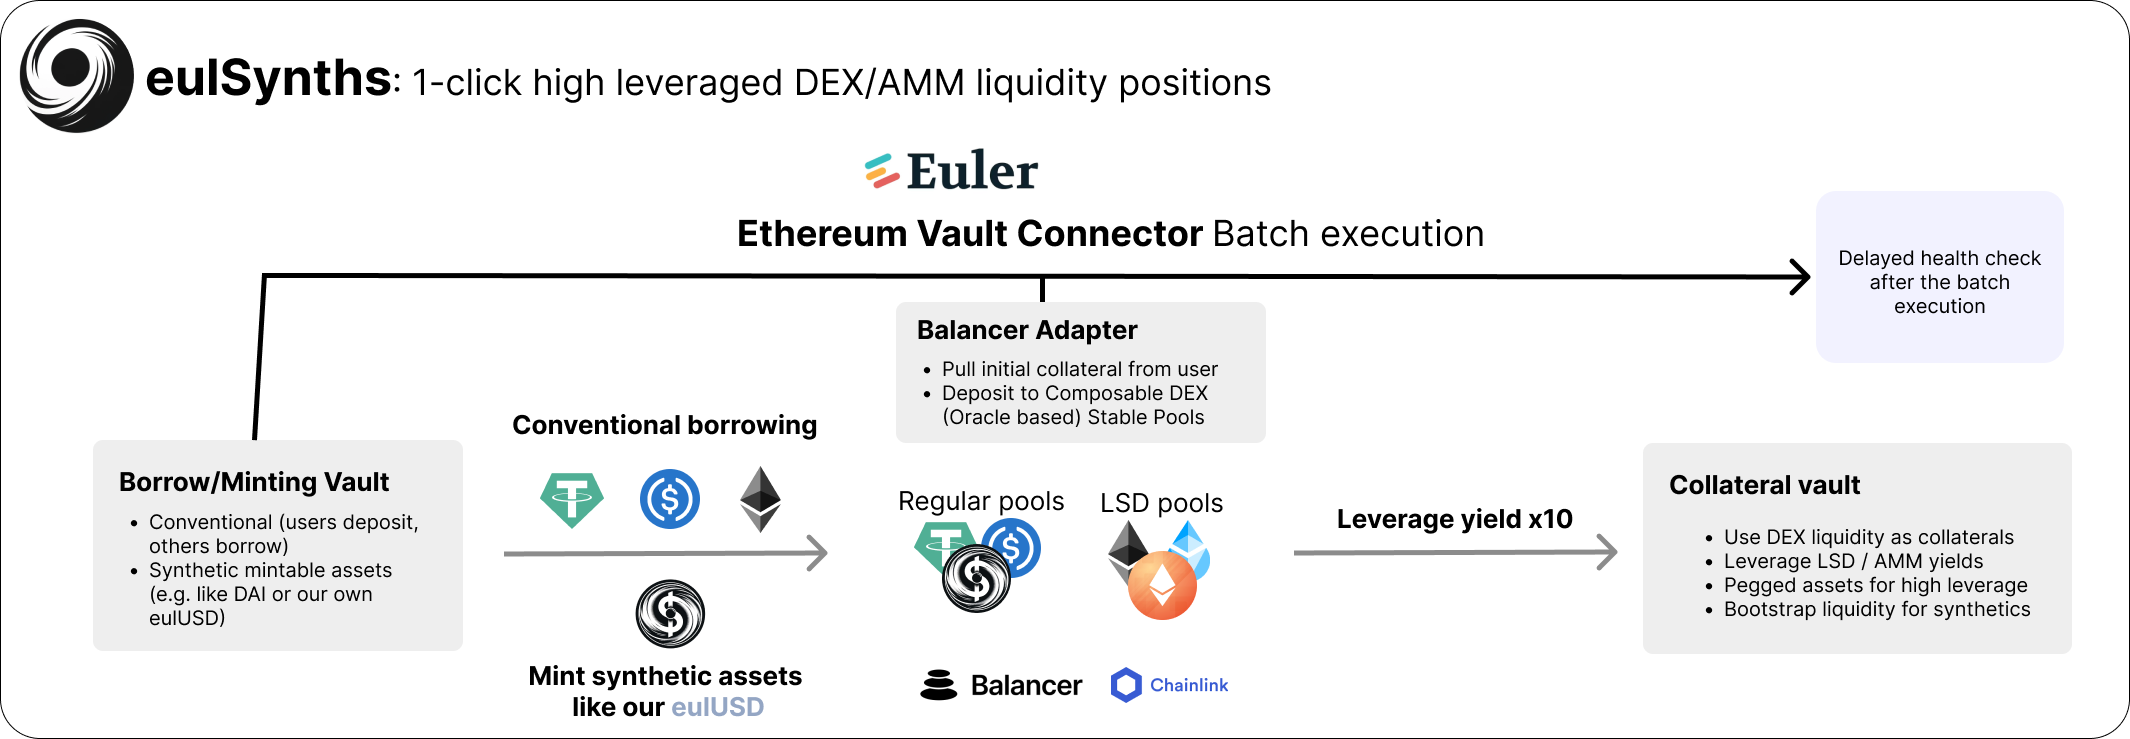 eulSynths: 1-click high leveraged DEX/AMM liquidity positions
Euler
Ethereum Vault Connector Batch execution
Delayed health check
after the batch
execution
Balancer Adapter
• Pull initial collateral from user
• Deposit to Composable DEX
(Oracle based) Stable Pools
Borrow/Minting Vault
• Conventional (users deposit,
others borrow)
• Synthetic mintable assets
(e.g. like DAI or our own
eulUSD)
Conventional borrowing
Mint synthetic assets
like our eulUSD
Regular pools
LSD pools
Balancer
Chainlink
Leverage yield x10
Collateral vault
• Use DEX liquidity as collaterals
• Leverage LSD / AMM yields
• Pegged assets for high leverage
• Bootstrap liquidity for synthetics